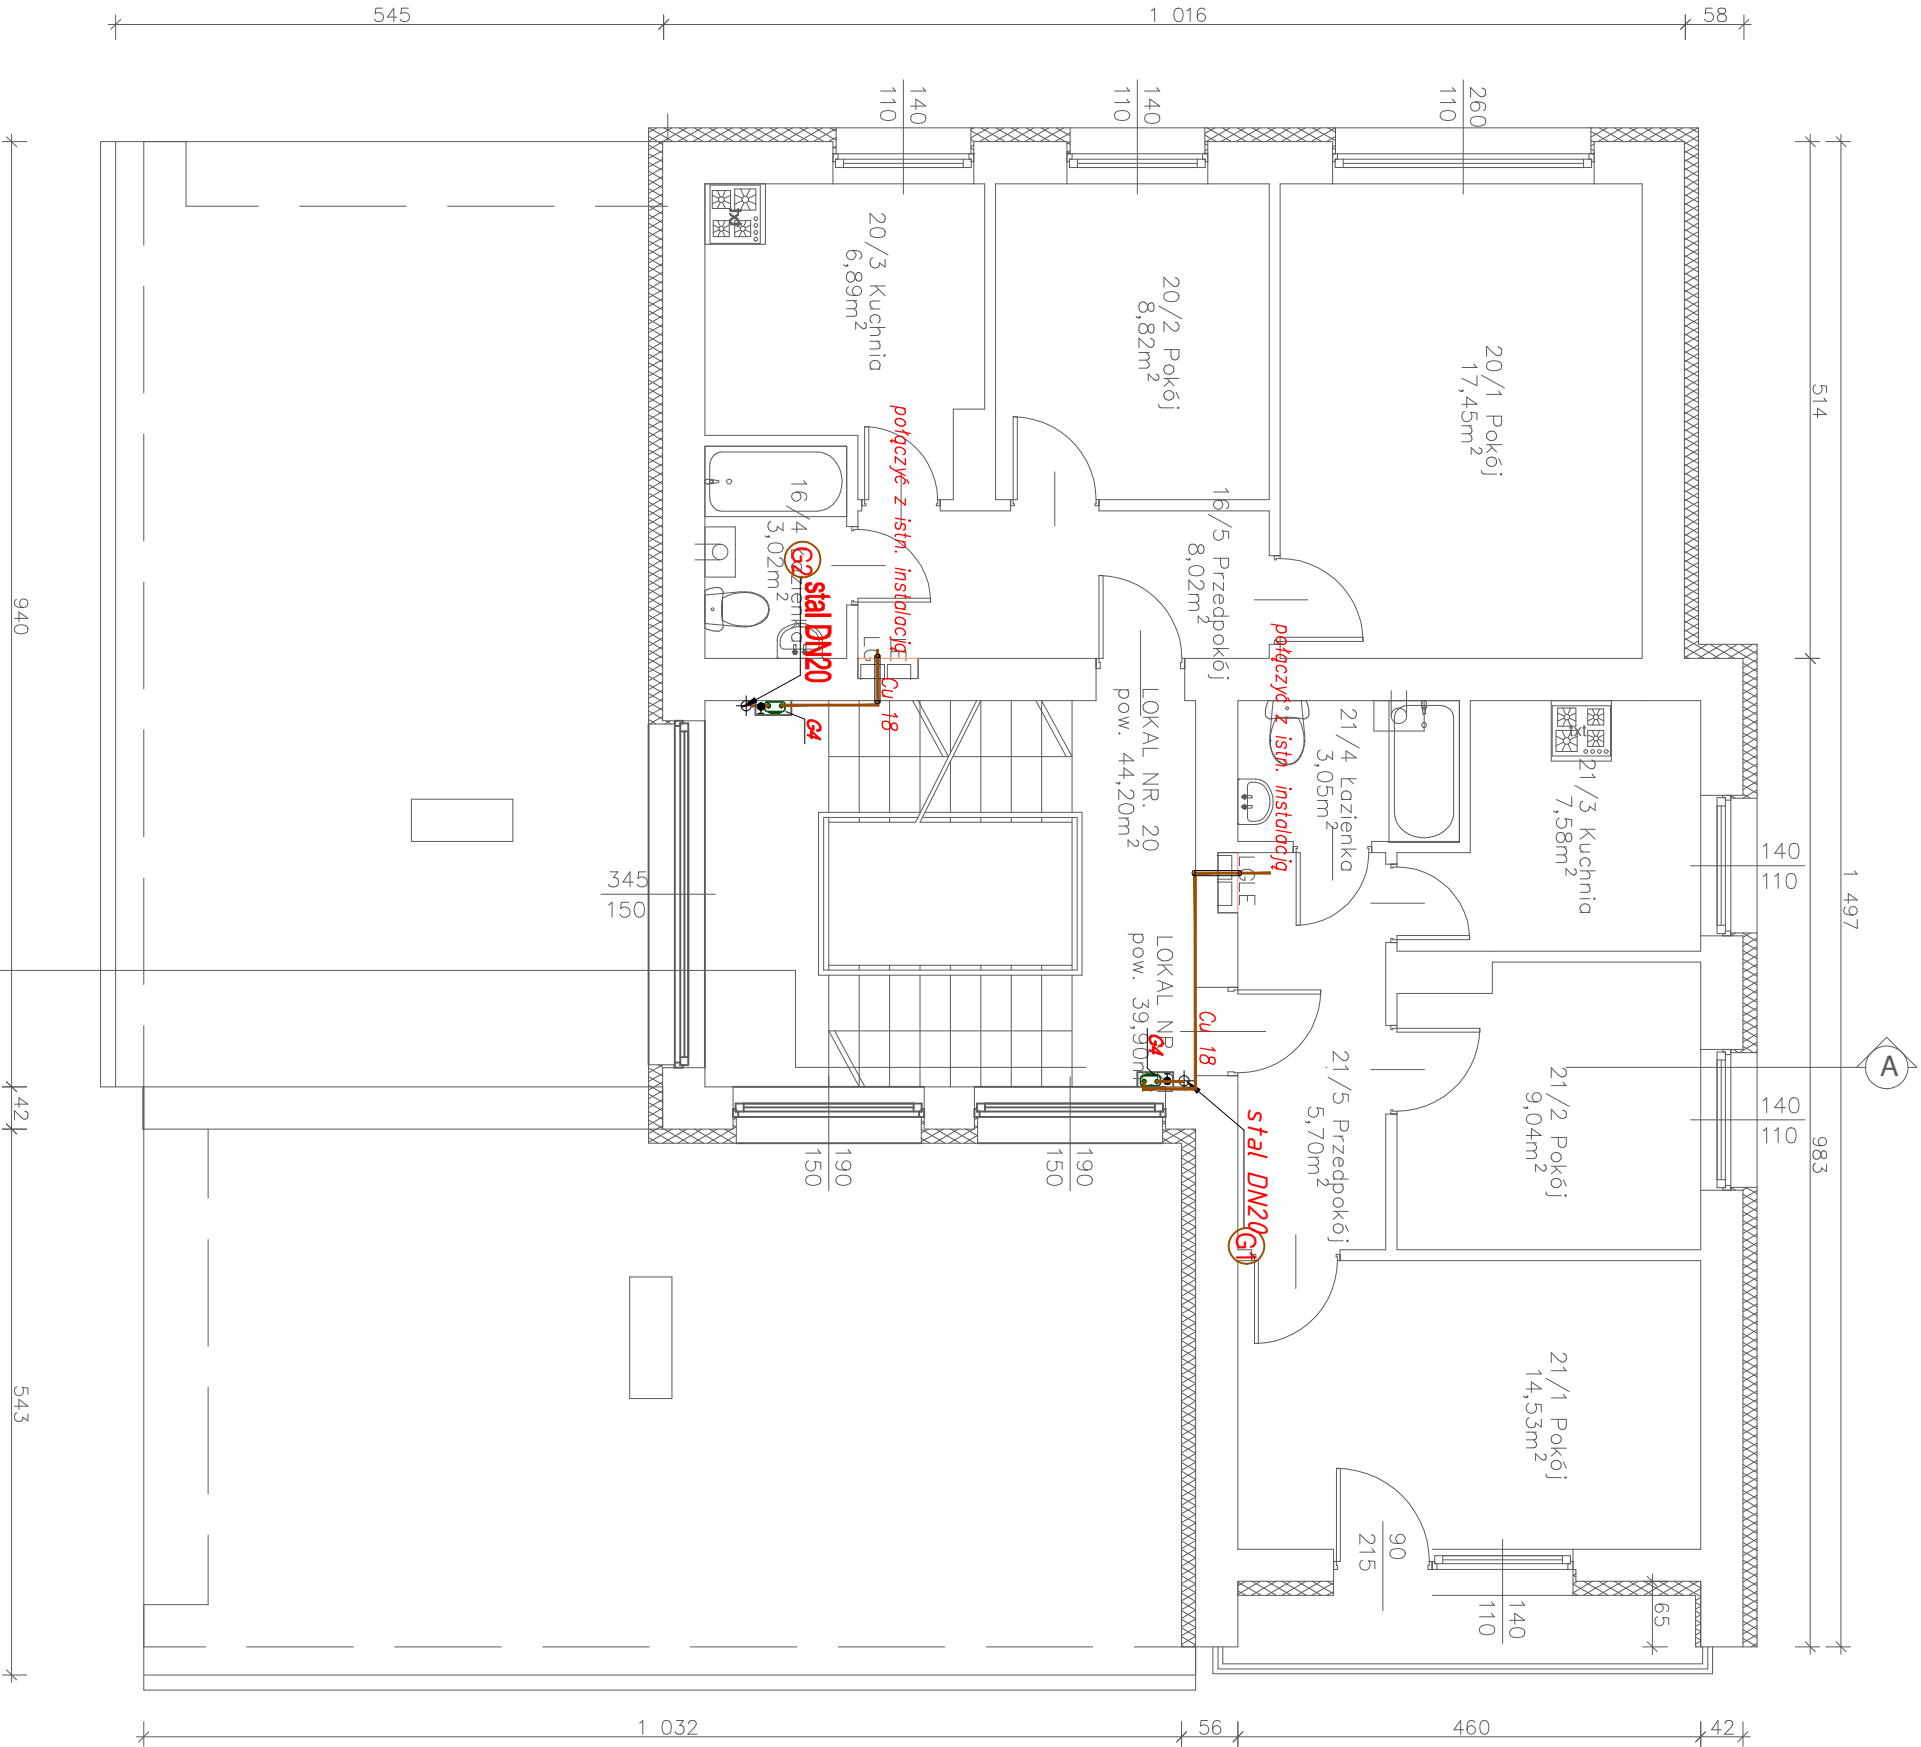 545
1 016
58
140
110
140
110
260
110
20/3 Kuchnia
6,89m²
20/2 Pokój
8,82m²
20/1 Pokój
17,45m²
514
940
połączyć z istn. instalacją
16/4 Łazienka
3,02m²
G2
stal DN20
16/5 Przedpokój
8,02m²
połączyć z istn. instalacją
LG
Cu 18
G4
LOKAL NR. 20
pow. 44,20m²
21/4 Łazienka
3,05m²
txt
21/3 Kuchnia
7,58m²
345
150
LG
E
140
110
1 497
LOKAL NR
pow. 39,90m
G4
Cu 18
A
42
21/5 Przedpokój
5,70m²
21/2 Pokój
9,04m²
140
110
983
190
150
190
150
stal DN20
G1
543
21/1 Pokój
14,53m²
90
215
140
110
65
1 032
56
460
42